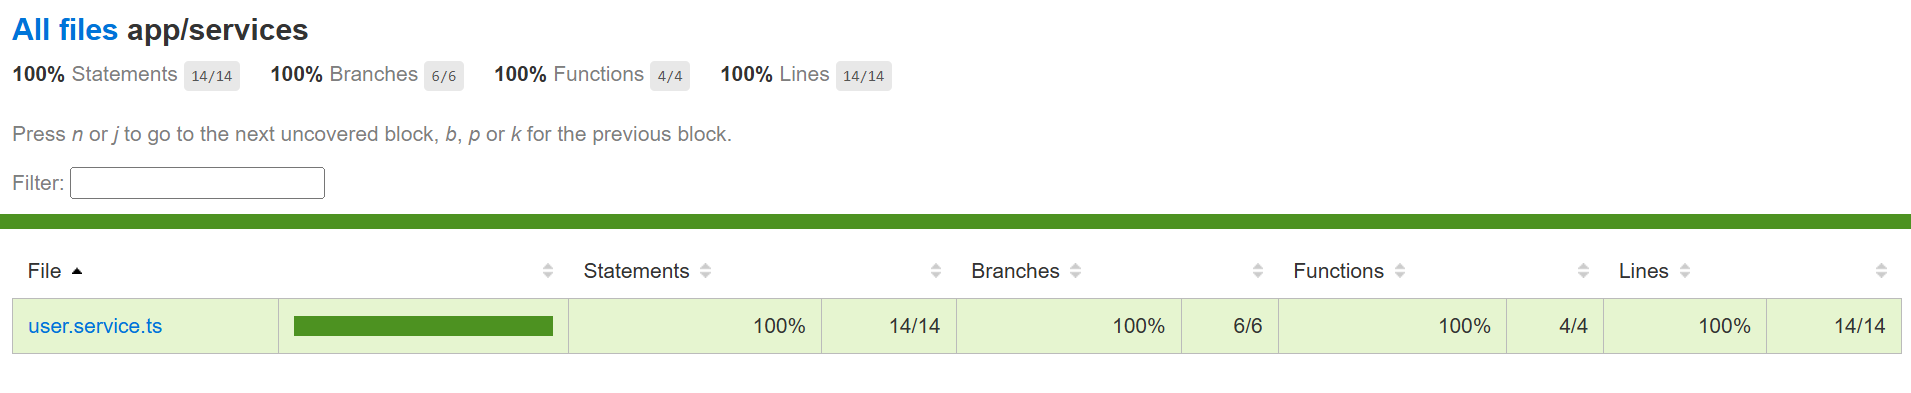 All files app/services
100% Statements 14/14 100% Branches 6/6 100% Functions 4/4 100% Lines 14/14
Press n or j to go to the next uncovered block, b, p or k for the previous block.
Filter:
File Statements Branches Functions Lines
user.service.ts 100% 14/14 100% 6/6 100% 4/4 100% 14/14